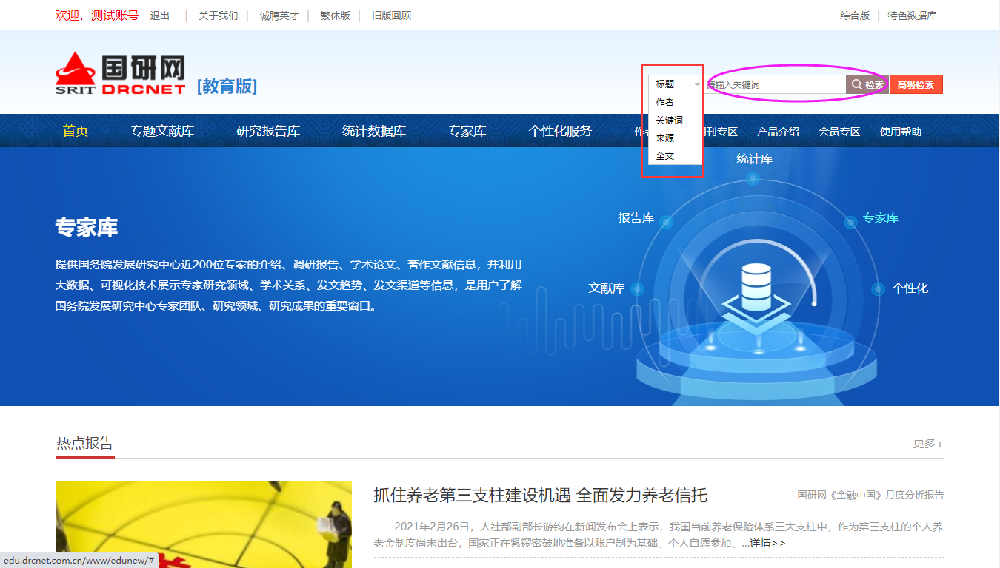 欢迎，测试账号 退出 | 关于我们 | 诚聘英才 | 繁体版 | 旧版回顾 综合版 | 特色数据库
国研网
SRIT DRCNET [教育版]
标题 请输入关键词 检索 高级检索
作者
关键词
来源
全文
首页 专题文献库 研究报告库 统计数据库 专家库 个性化服务 产品介绍 会员专区 使用帮助
统计库
报告库 专家库
文献库 个性化
专家库
提供国务院发展研究中心近200位专家的介绍、调研报告、学术论文、著作文献信息，并利用
大数据、可视化技术展示专家研究领域、学术关系、发文趋势、发文渠道等信息，是用户了解
国务院发展研究中心专家团队、研究领域、研究成果的重要窗口。
热点报告 更多+
抓住养老第三支柱建设机遇 全面发力养老信托 国研网《金融中国》月度分析报告
2021年2月26日，人社部副部长游钧在新闻发布会上表示，我国当前养老保险体系三大支柱中，作为第三支柱的个人养
老金制度尚未出台，国家正在紧锣密鼓地准备以账户制为基础、个人自愿参加、...详情> >
edu.drcnet.com.cn/www/edunew/#